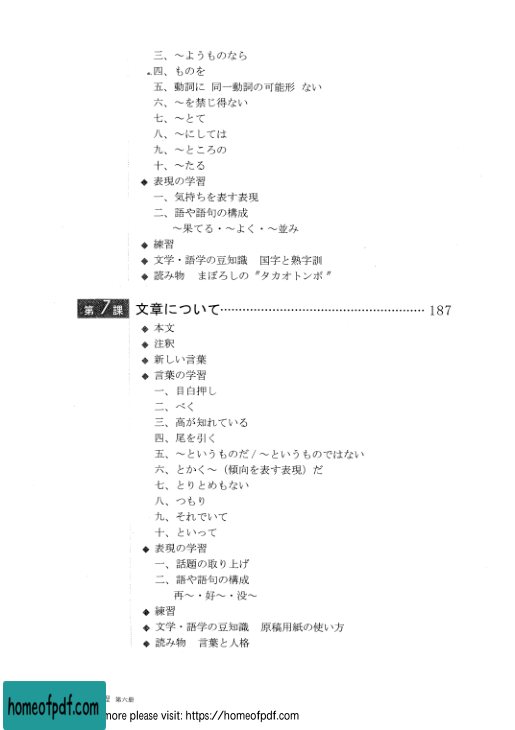 三、～ようものなら
四、ものを
五、動詞に 同一動詞の可能形 ない
六、～を禁じ得ない
七、～とて
八、～にしては
九、～ところの
十、～たる
◆ 表現の学習
一、気持ちを表す表現
二、語や語句の構成
～果てる・～よく・～並み
◆ 練習
◆ 文学・語学の豆知識 国字と熟字訓
◆ 読み物 まぼろしの〝タカオトンボ〟
第7課 文章について…………………………………………………… 187
◆ 本文
◆ 注釈
◆ 新しい言葉
◆ 言葉の学習
一、目白押し
二、べく
三、高が知れている
四、尾を引く
五、～というものだ / ～というものではない
六、とかく～（傾向を表す表現）だ
七、とりとめもない
八、つもり
九、それでいて
十、といって
◆ 表現の学習
一、話題の取り上げ
二、語や語句の構成
再～・好～・没～
◆ 練習
◆ 文学・語学の豆知識 原稿用紙の使い方
◆ 読み物 言葉と人格
第六册
homeofpdf.com
more please visit: https://homeofpdf.com